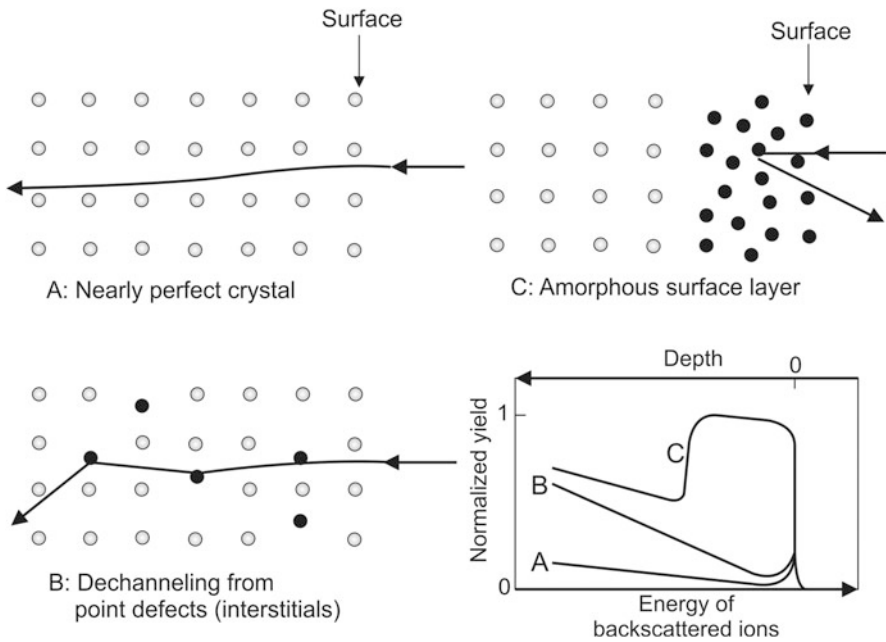 Surface
A: Nearly perfect crystal
Surface
C: Amorphous surface layer
B: Dechanneling from
point defects (interstitials)
Depth
0
Normalized yield
1
C
B
A
0
Energy of
backscattered ions